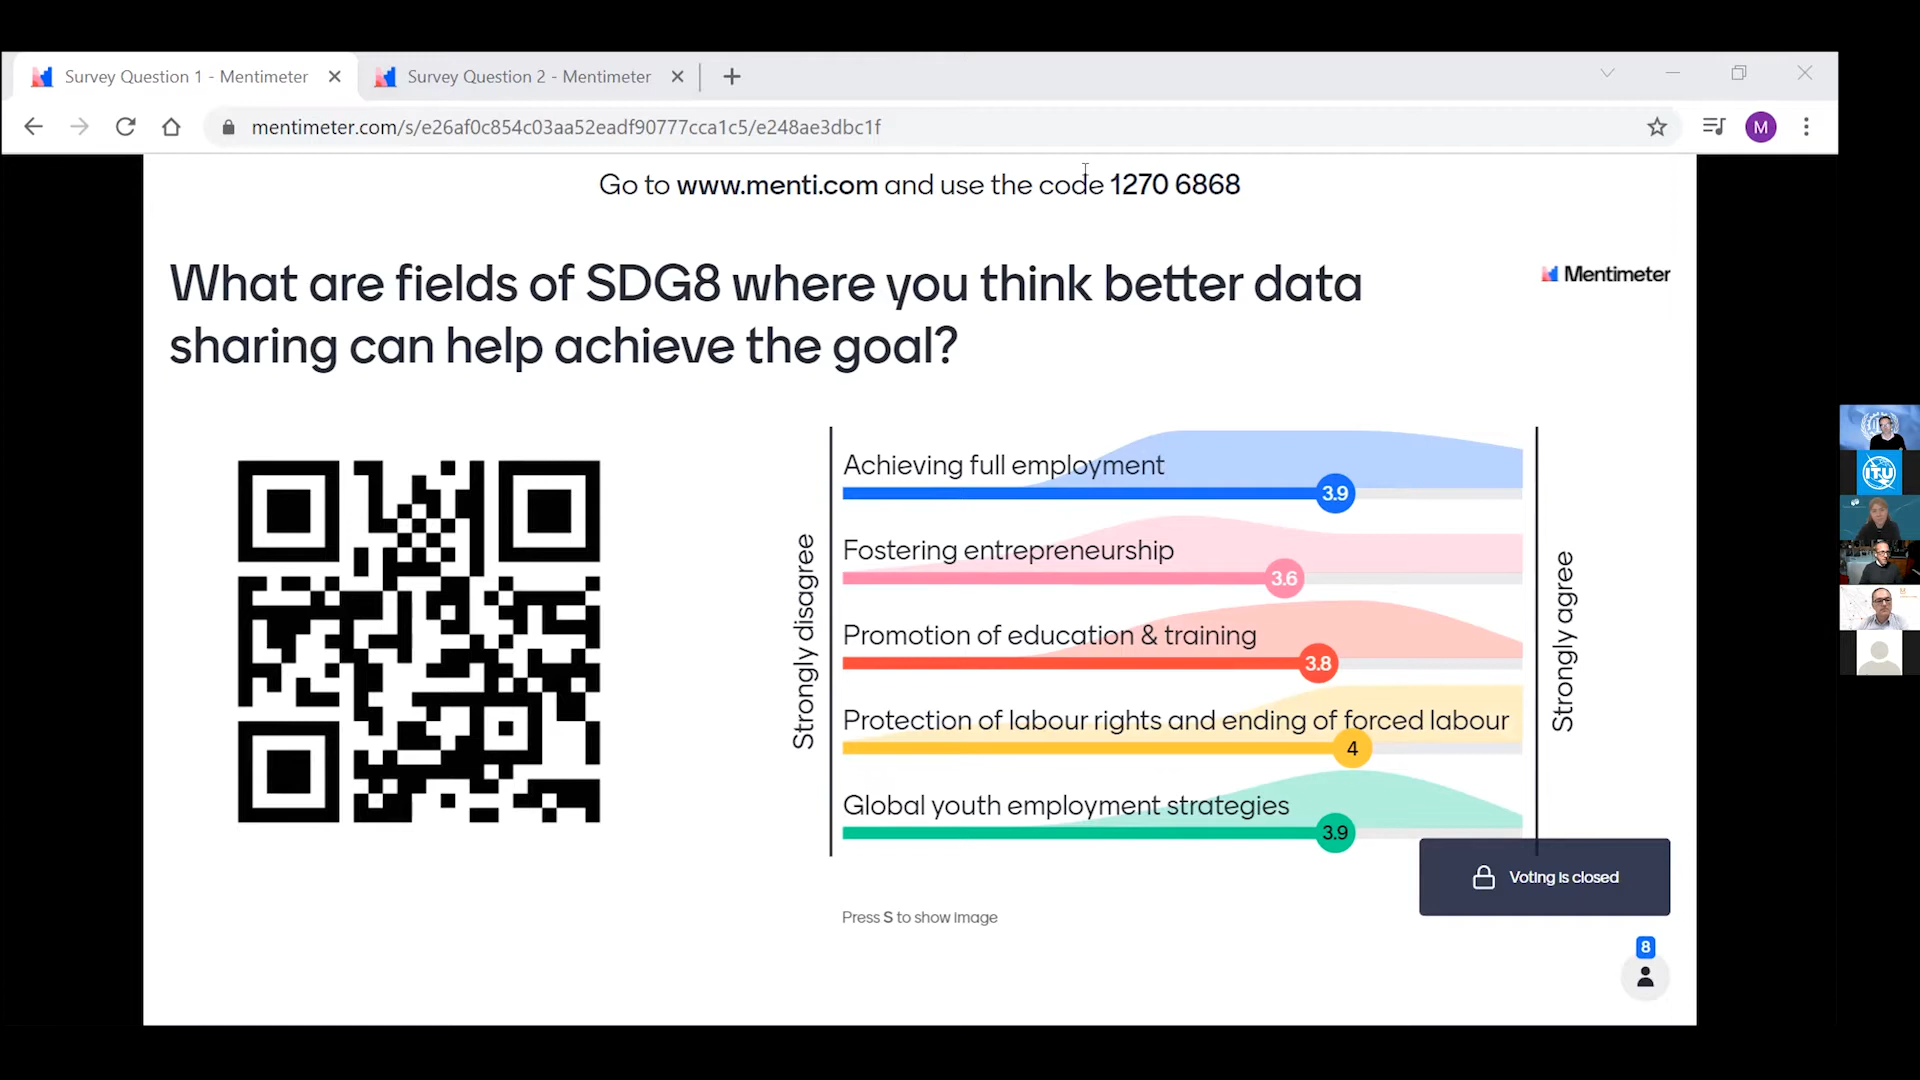 Survey Question 1 - Mentimeter
Survey Question 2 - Mentimeter
mentimeter.com/s/e26af0c854c03aa52eadf90777cca1c5/e248ae3dbc1f
M
Go to www.menti.com and use the code 1270 6868
What are fields of SDG8 where you think better data
sharing can help achieve the goal?
Mentimeter
Strongly disagree
Achieving full employment
3.9
Fostering entrepreneurship
3.6
Promotion of education & training
3.8
Protection of labour rights and ending of forced labour
4
Global youth employment strategies
3.9
Strongly agree
Voting is closed
Press S to show image
8
ITU